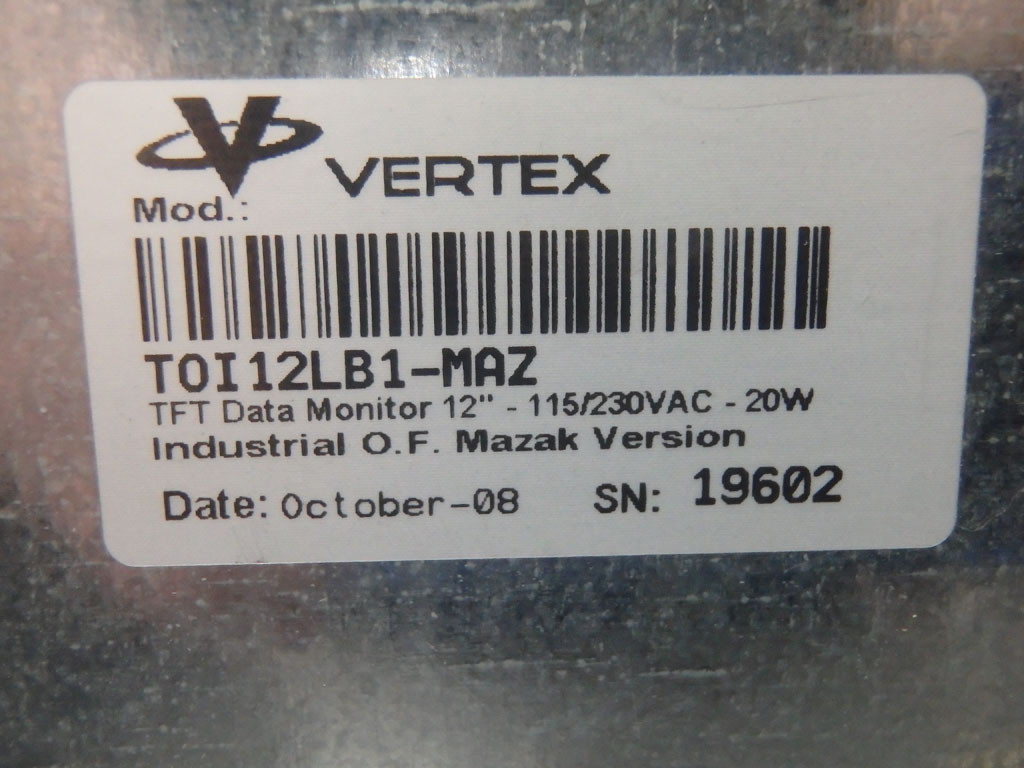 VERTEX
Mod.:
TOI12LB1-MAZ
TFT Data Monitor 12" - 115/230VAC - 20W
Industrial O.F. Mazak Version
Date: October-08 SN: 19602